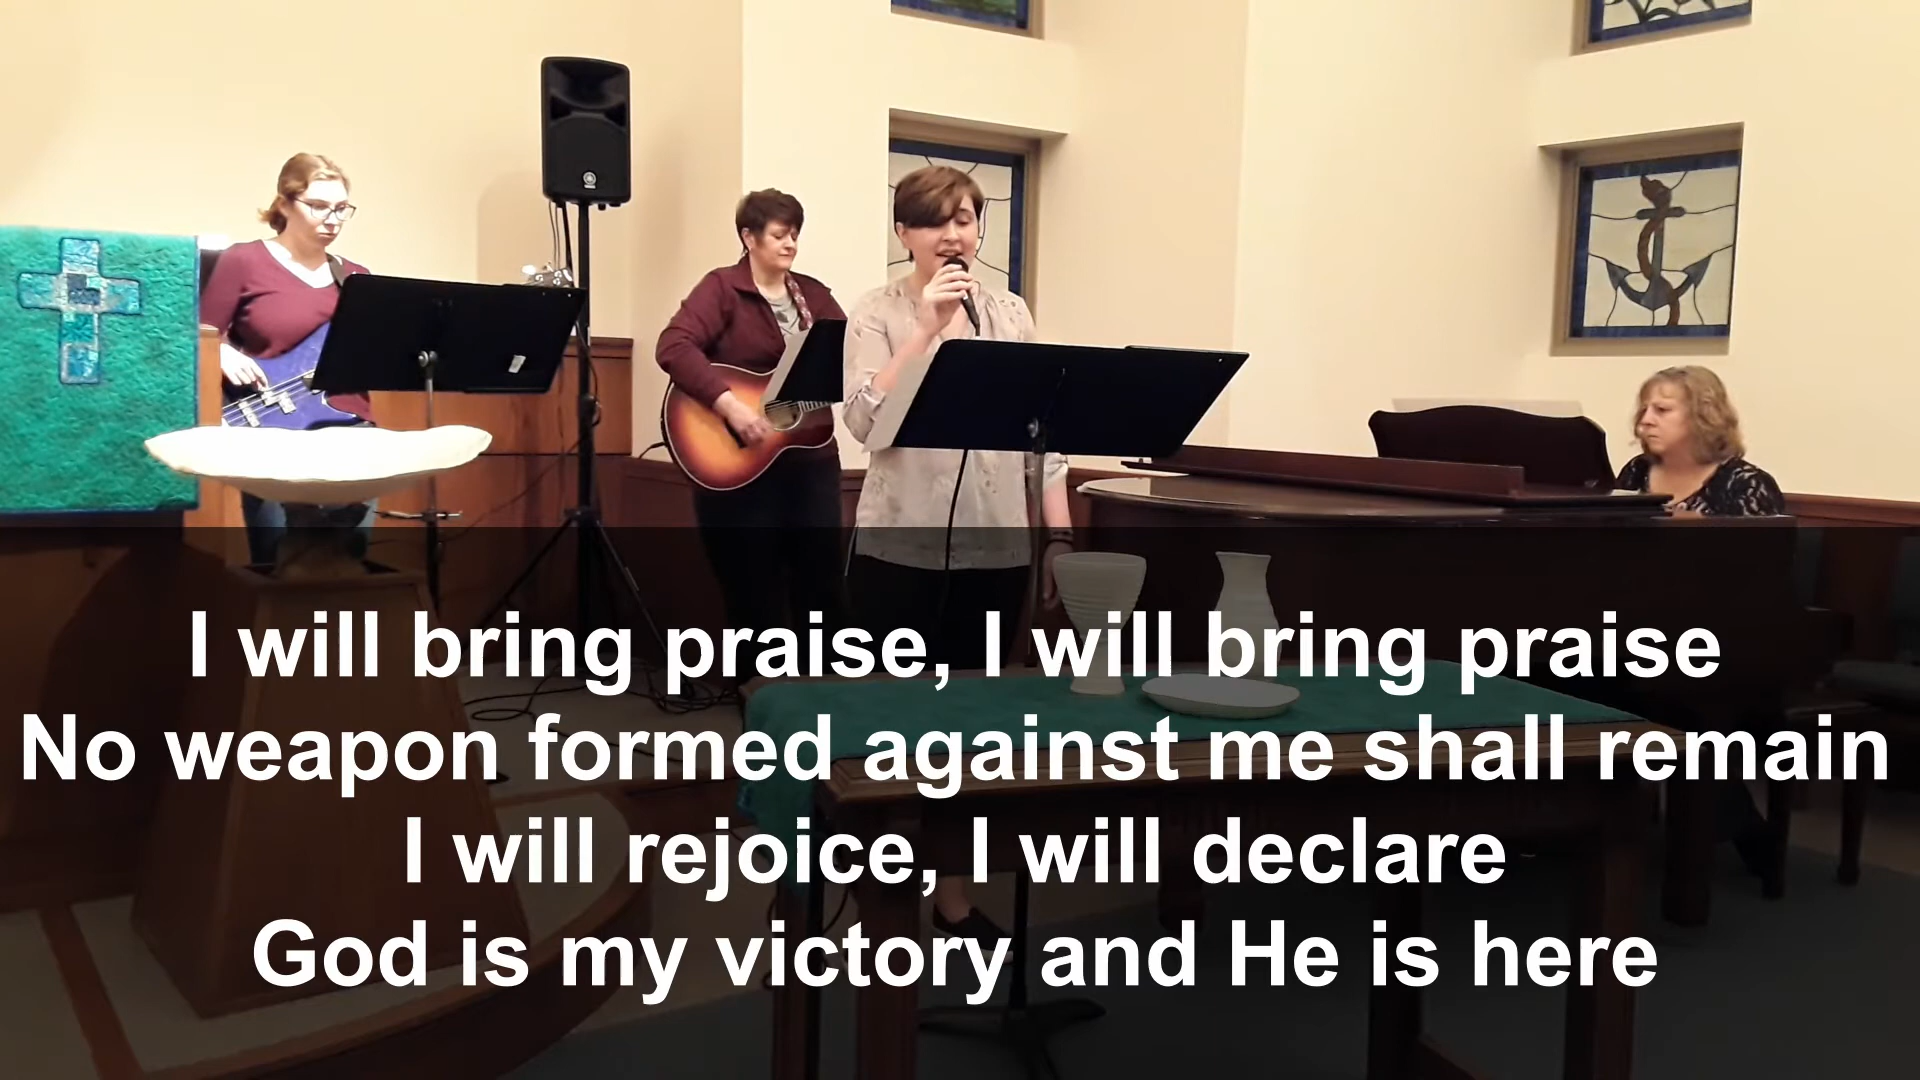 I will bring praise, I will bring praise
No weapon formed against me shall remain
I will rejoice, I will declare
God is my victory and He is here